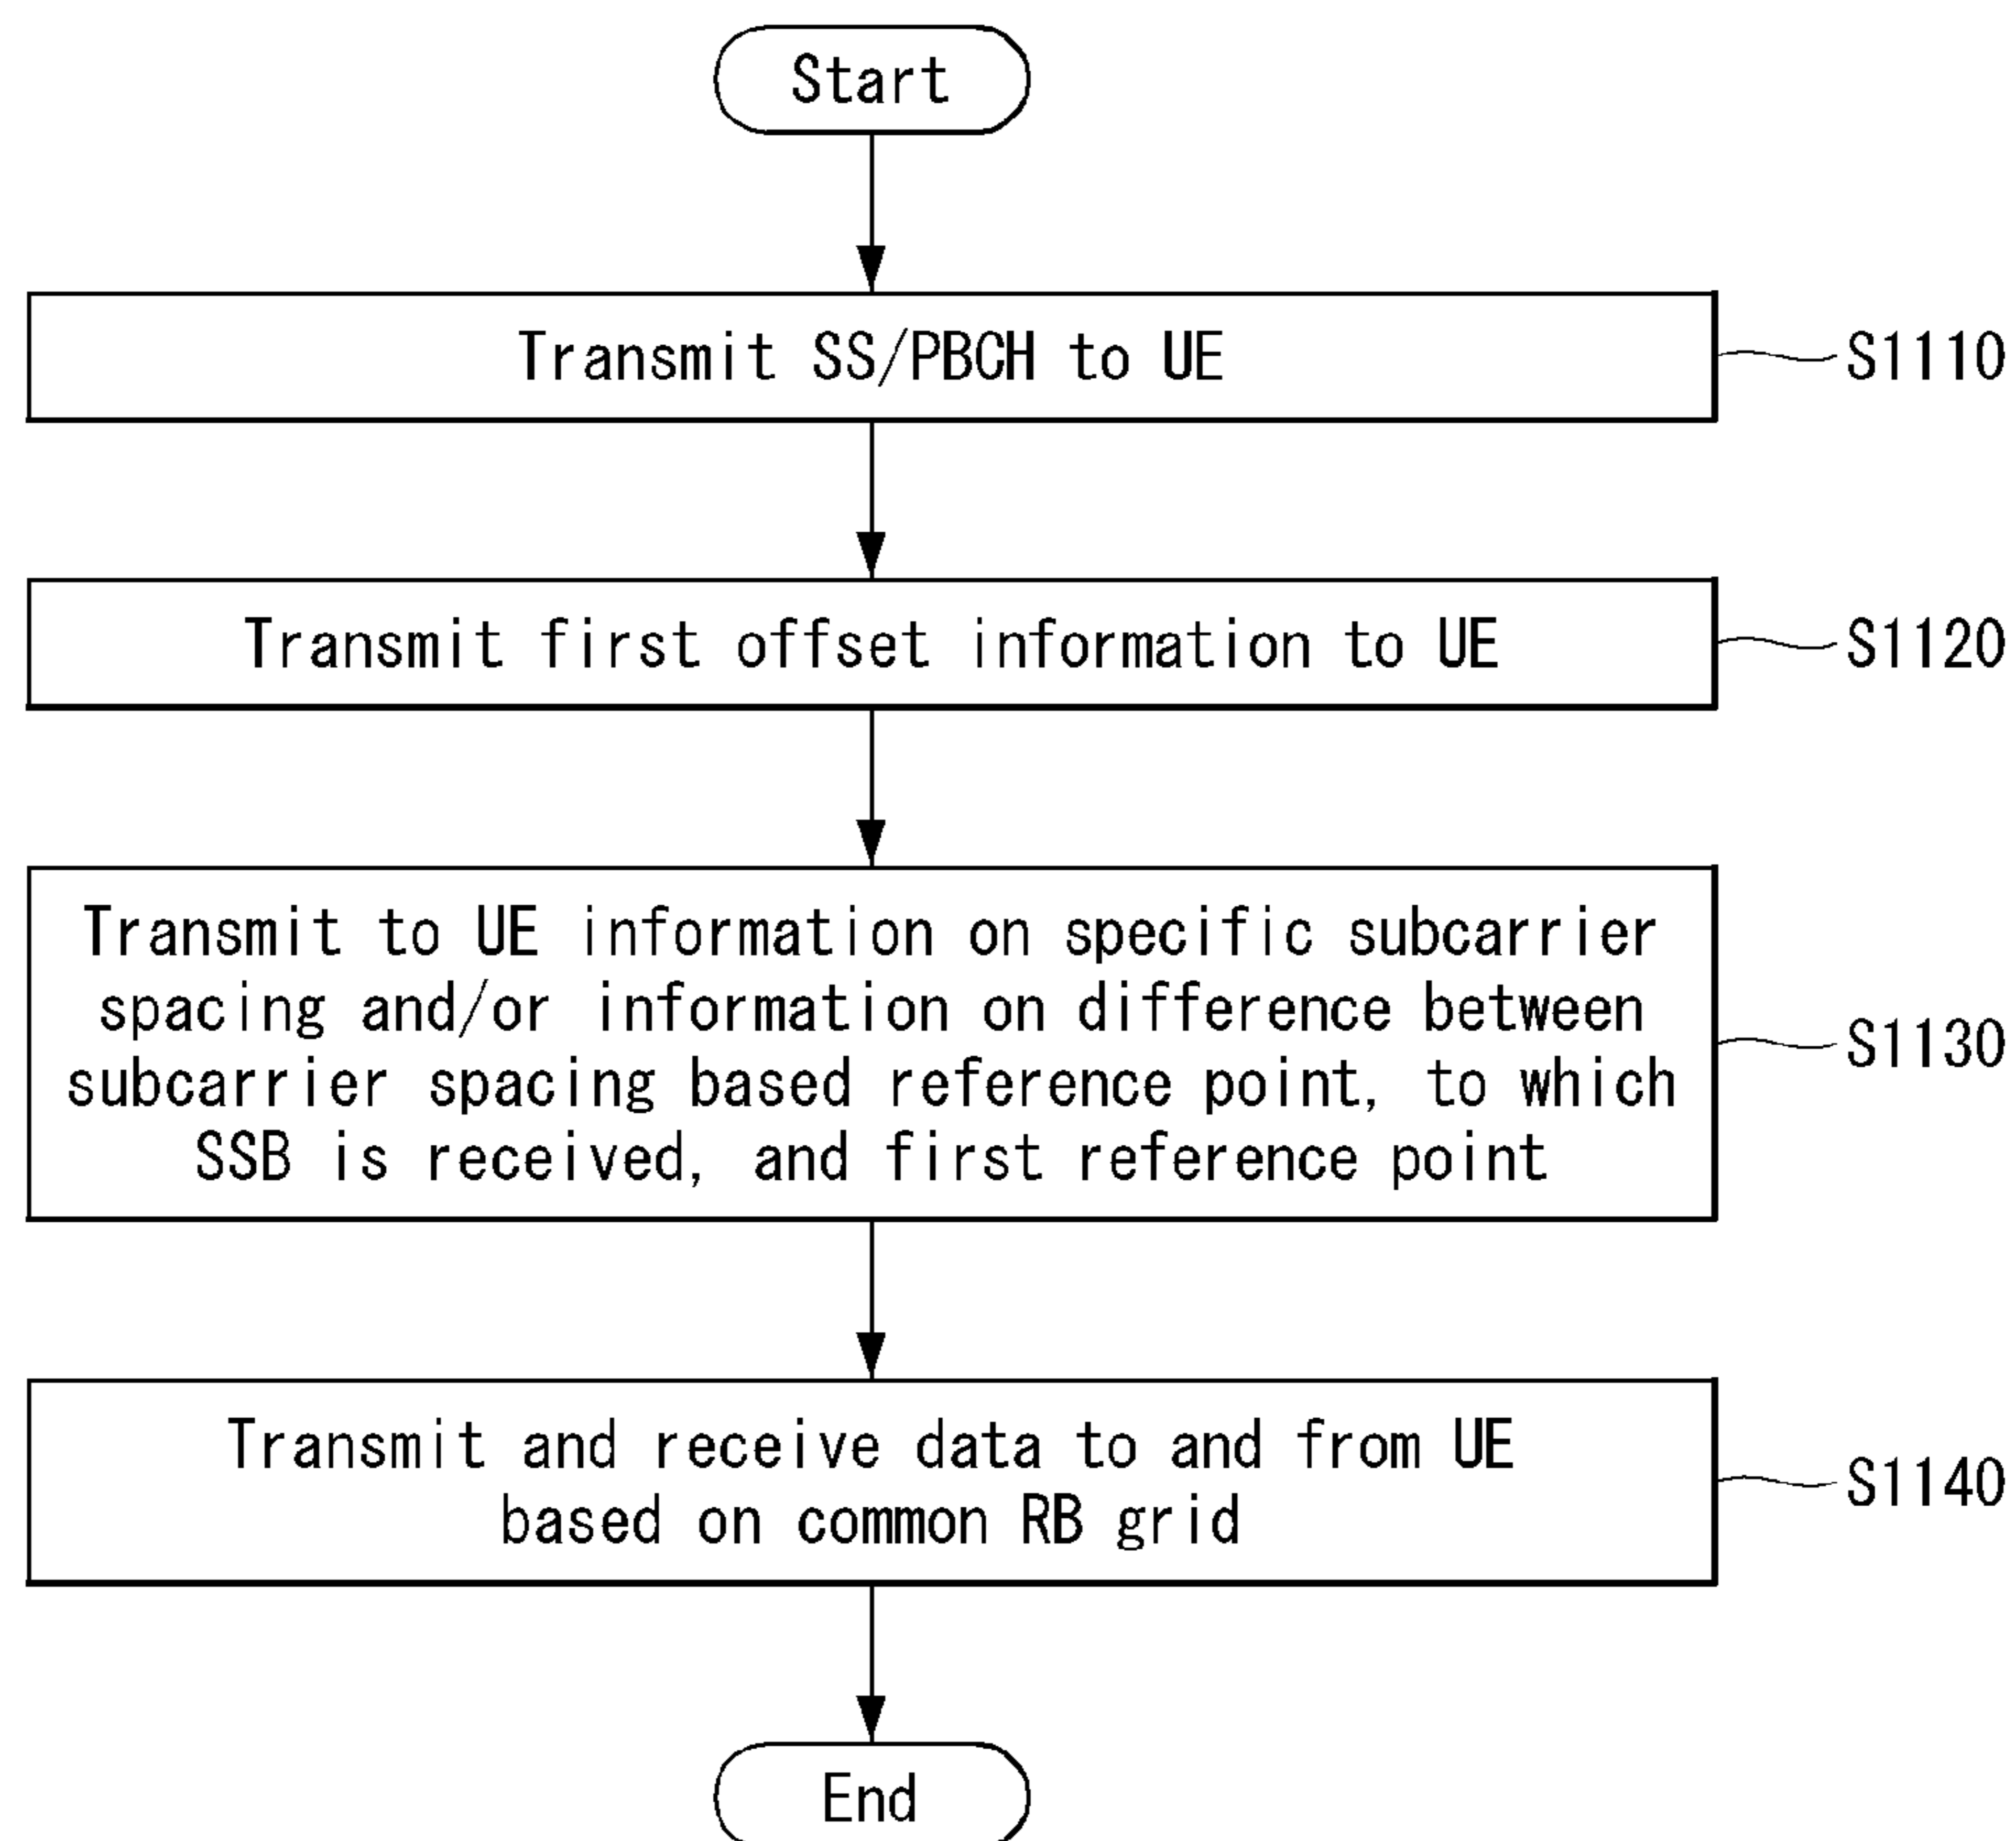 Start
Transmit SS/PBCH to UE
S1110
Transmit first offset information to UE
S1120
Transmit to UE information on specific subcarrier
spacing and/or information on difference between
subcarrier spacing based reference point, to which
SSB is received, and first reference point
S1130
Transmit and receive data to and from UE
based on common RB grid
S1140
End